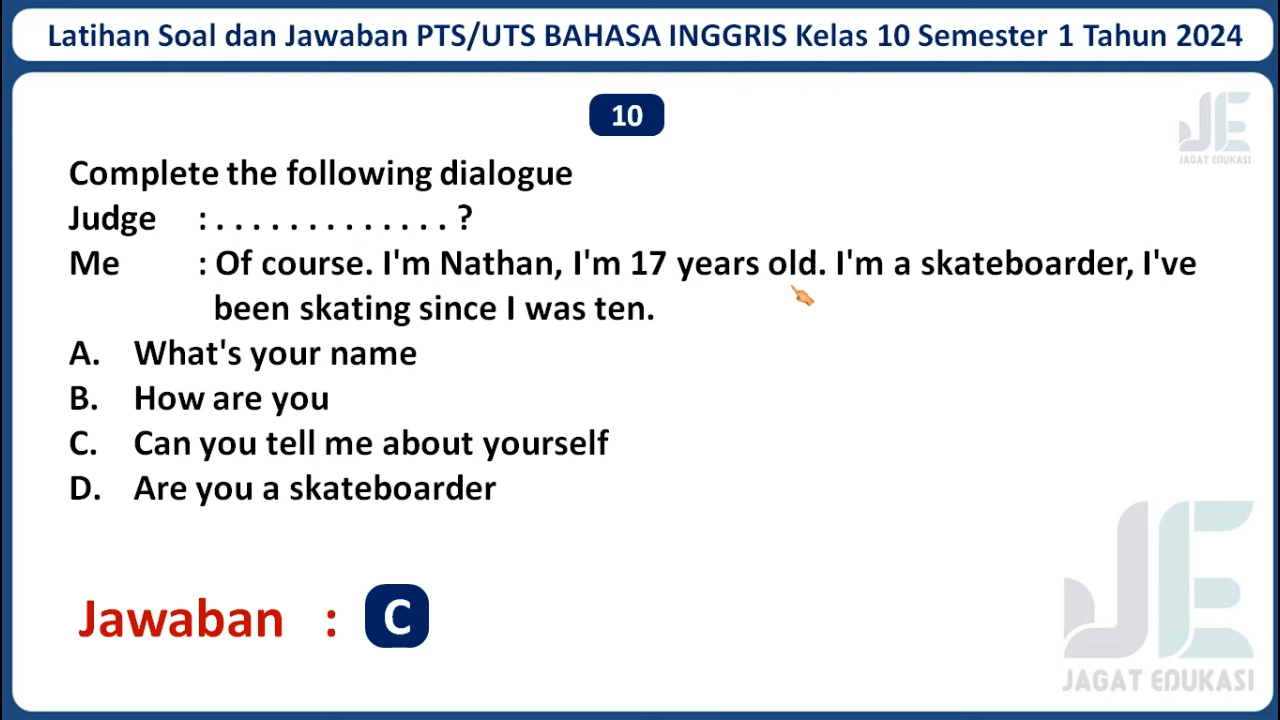 Latihan Soal dan Jawaban PTS/UTS BAHASA INGGRIS Kelas 10 Semester 1 Tahun 2024
10
JAGAT EDUKASI
Complete the following dialogue
Judge : . . . . . . . . . . . . . ?
Me : Of course. I'm Nathan, I'm 17 years old. I'm a skateboarder, I've
been skating since I was ten.
A. What's your name
B. How are you
C. Can you tell me about yourself
D. Are you a skateboarder
Jawaban : C
JAGAT EDUKASI